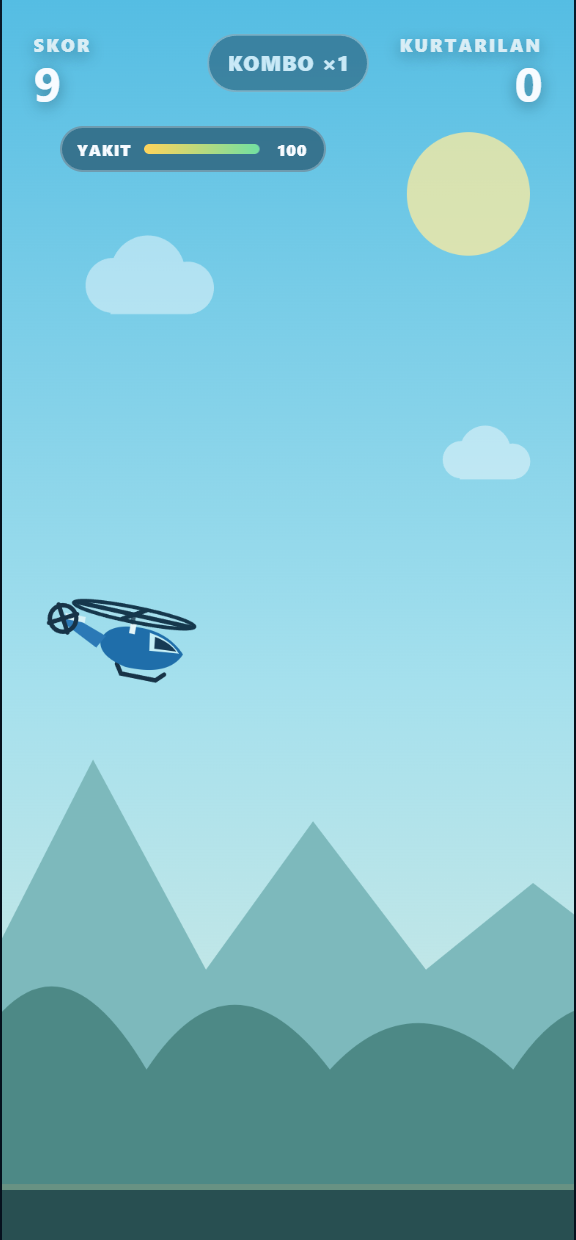 SKOR
9
KOMBO ×1
KURTARILAN
0
YAKIT 100